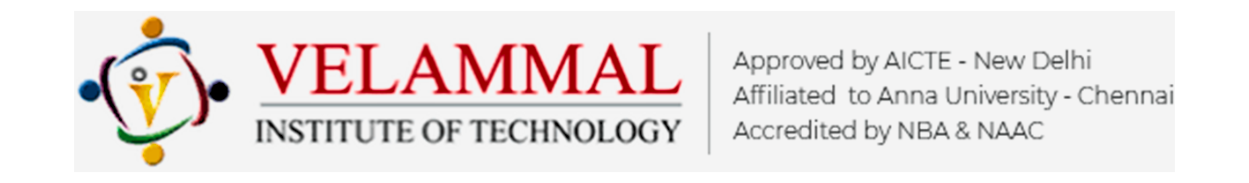 V
VELAMMAL
INSTITUTE OF TECHNOLOGY
Approved by AICTE - New Delhi
Affiliated to Anna University - Chennai
Accredited by NBA & NAAC